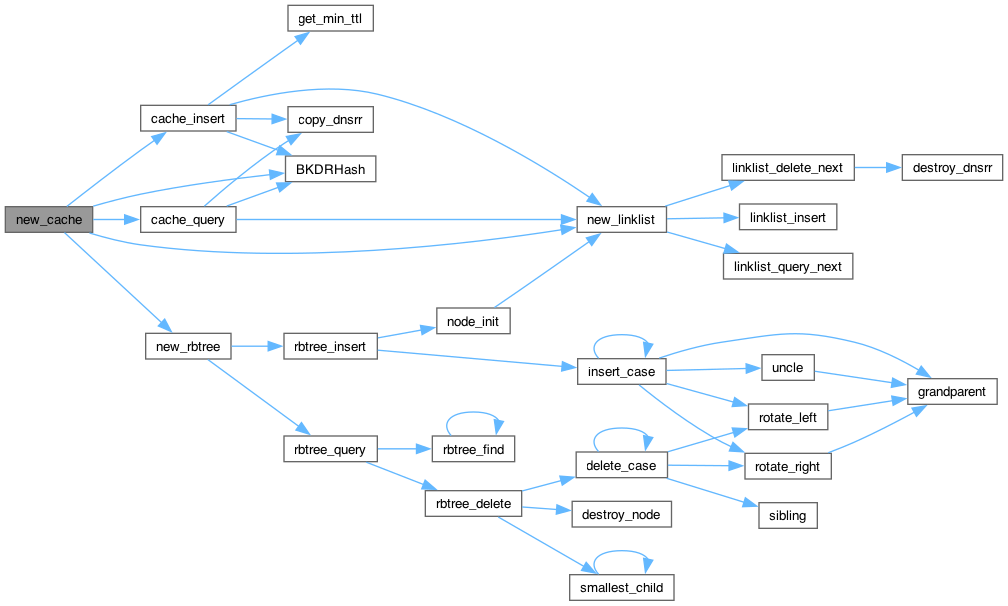 get_min_ttl
cache_insert
copy_dnsrr
BKDRHash
linklist_delete_next
destroy_dnsrr
new_cache
cache_query
new_linklist
linklist_insert
linklist_query_next
new_rbtree
rbtree_insert
node_init
insert_case
uncle
grandparent
rotate_left
rbtree_query
rbtree_find
delete_case
rotate_right
rbtree_delete
destroy_node
sibling
smallest_child